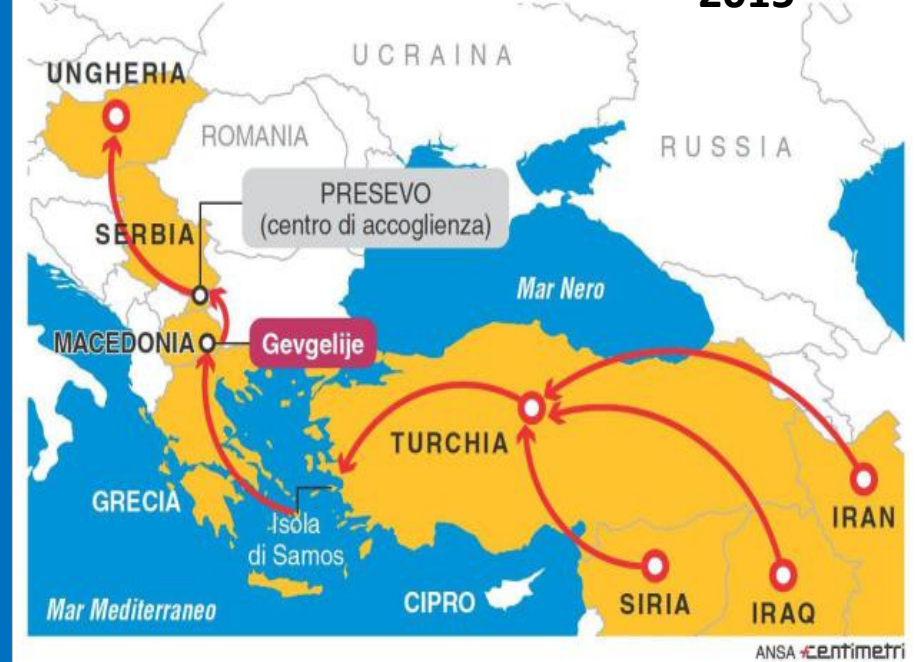 2015
UCRAINA
UNGHERIA
ROMANIA
RUSSIA
PRESEVO
(centro di accoglienza)
SERBIA
Mar Nero
MACEDONIA
Gevgelije
TURCHIA
GRECIA
Isola
di Samos
IRAN
CIPRO
SIRIA
IRAQ
Mar Mediterraneo
ANSA centimetri